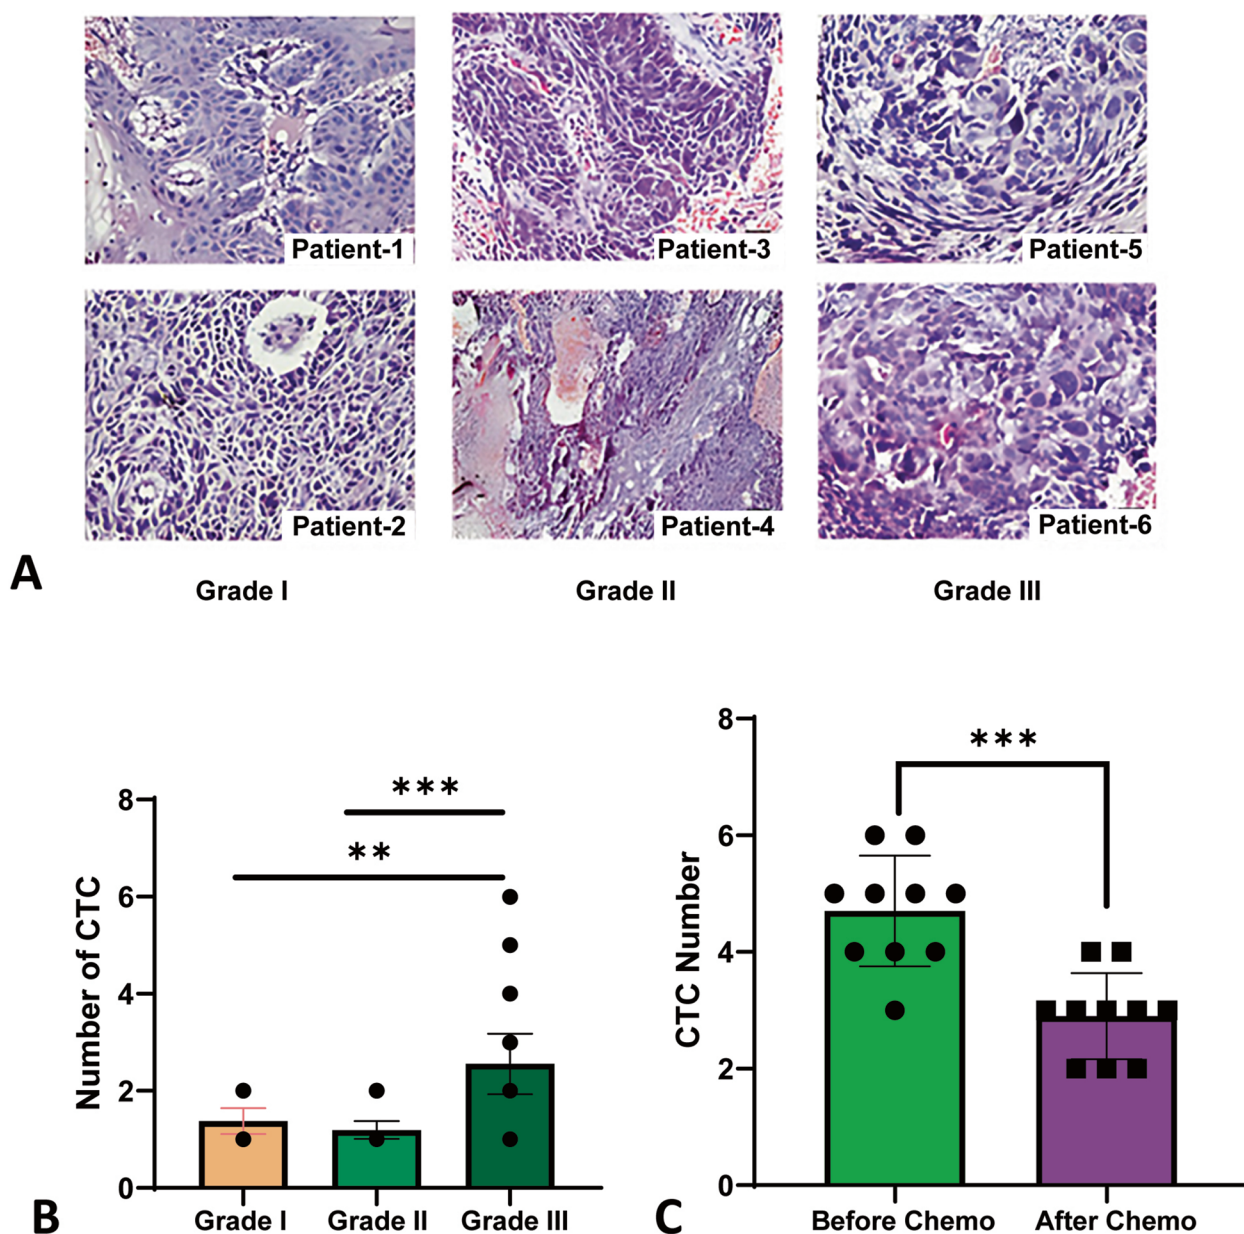 Patient-1
Patient-3
Patient-5
Patient-2
Patient-4
Patient-6
A
Grade I
Grade II
Grade III
8
6
4
2
0
Number of CTC
***
**
Grade I
Grade II
Grade III
B
8
6
4
2
0
CTC Number
***
Before Chemo
After Chemo
C